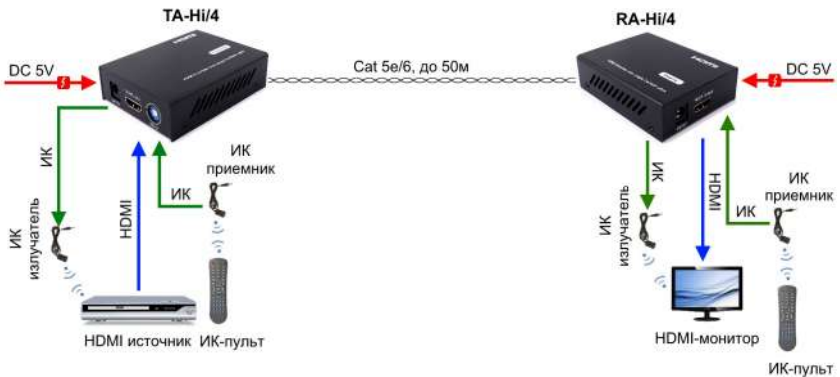 TA-Hi/4
RA-Hi/4
DC 5V
Cat 5e/6, до 50м
DC 5V
ИК
HDMI
ИК
ИК
приемник
ИК
излучатель
HDMI источник
ИК-пульт
ИК
HDMI
ИК
ИК
приемник
ИК
излучатель
HDMI-монитор
ИК-пульт